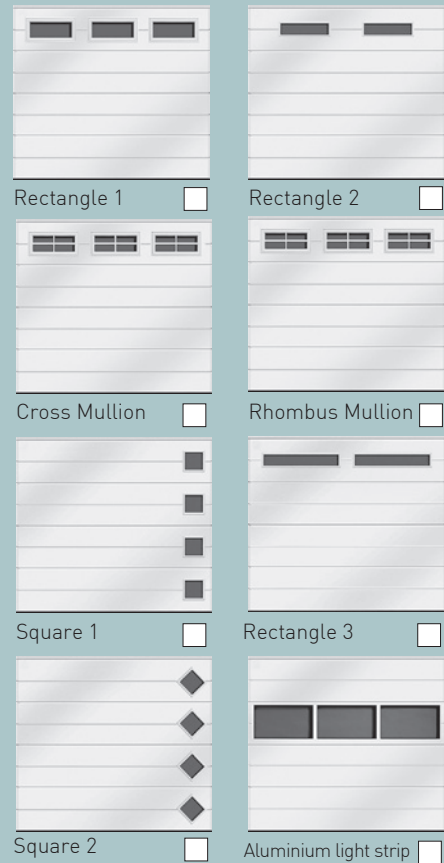 Rectangle 1
Rectangle 2
Cross Mullion
Rhombus Mullion
Square 1
Rectangle 3
Square 2
Aluminium light strip